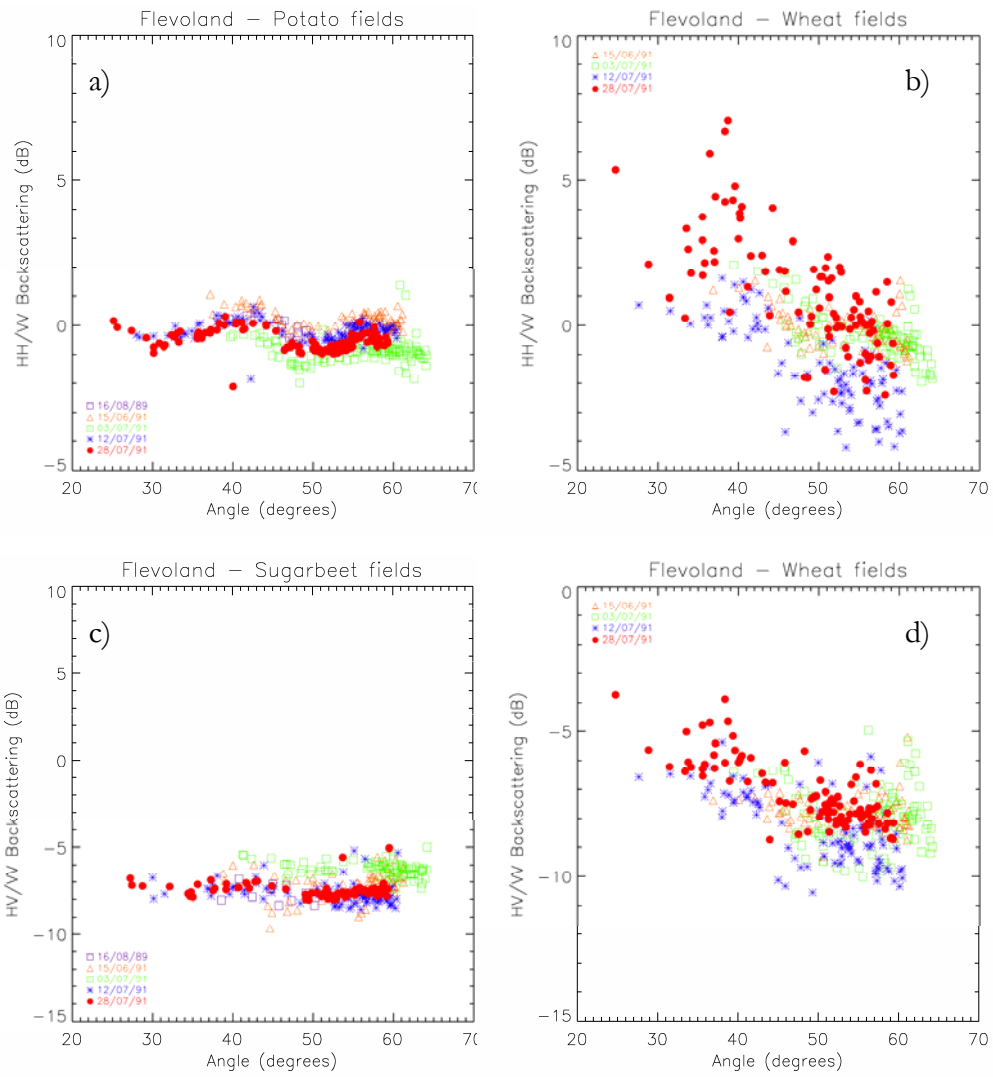 Flevoland – Potato fields
a)
HH/W Backscattering (dB)
10
5
0
−5
16/08/89
15/06/91
03/07/91
12/07/91
28/07/91
20 30 40 50 60 70
Angle (degrees)
Flevoland – Wheat fields
b)
15/06/91
03/07/91
12/07/91
28/07/91
HH/W Backscattering (dB)
10
5
0
−5
20 30 40 50 60 70
Angle (degrees)
Flevoland – Sugarbeet fields
c)
HV/W Backscattering (dB)
10
5
0
−5
−10
−15
16/08/89
15/06/91
03/07/91
12/07/91
28/07/91
20 30 40 50 60 70
Angle (degrees)
Flevoland – Wheat fields
d)
15/06/91
03/07/91
12/07/91
28/07/91
HV/W Backscattering (dB)
0
−5
−10
−15
20 30 40 50 60 70
Angle (degrees)